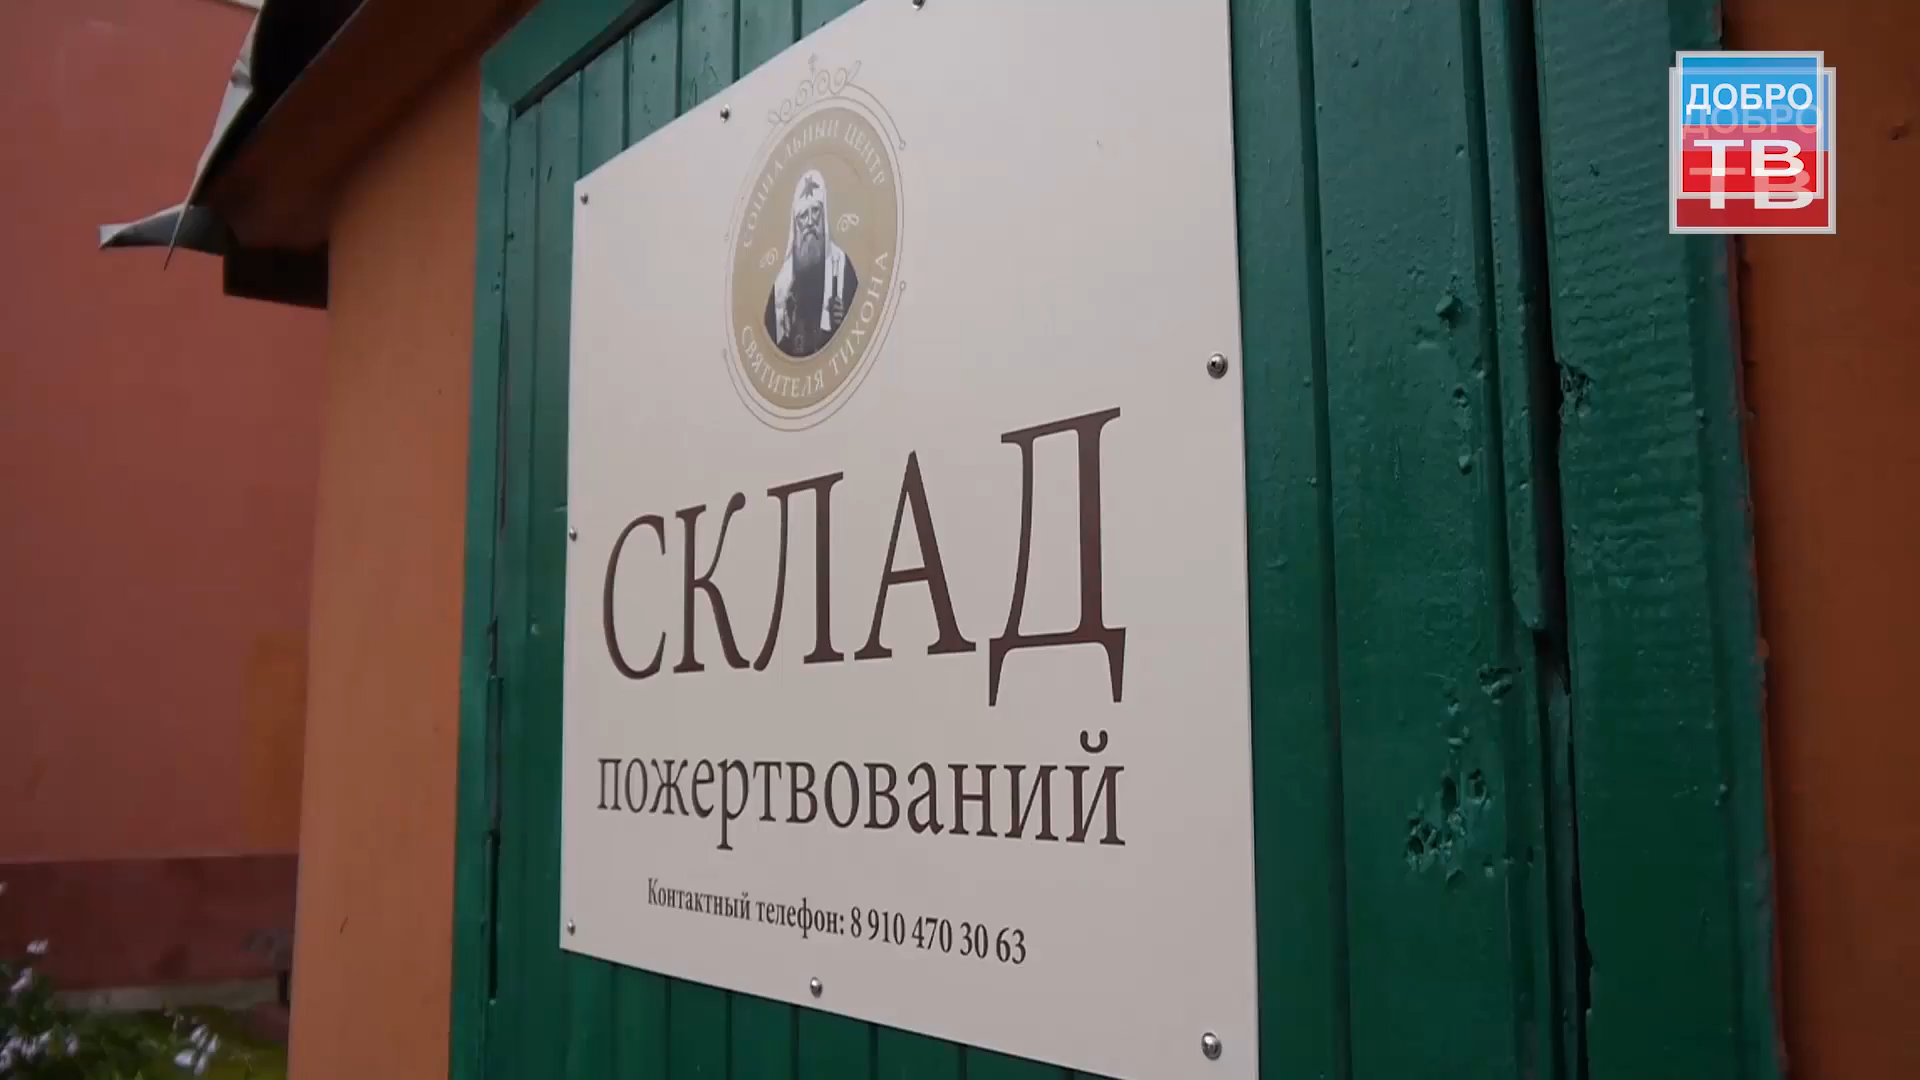 ДОБРО
ТВ
СОЦИАЛЬНЫЙ ЦЕНТР
СВЯТИТЕЛЯ ТИХОНА
СКЛАД
пожертвований
Контактный телефон: 8 910 470 30 63